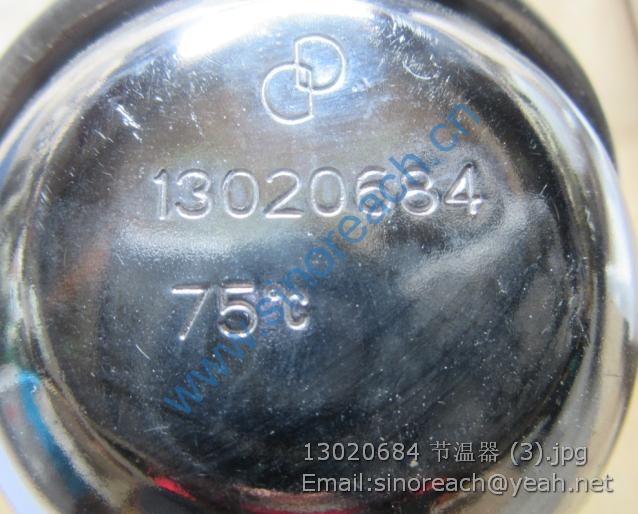 13020684
75℃
www.sinoreach.cn
13020684 节温器 (3).jpg
Email:sinoreach@yeah.net